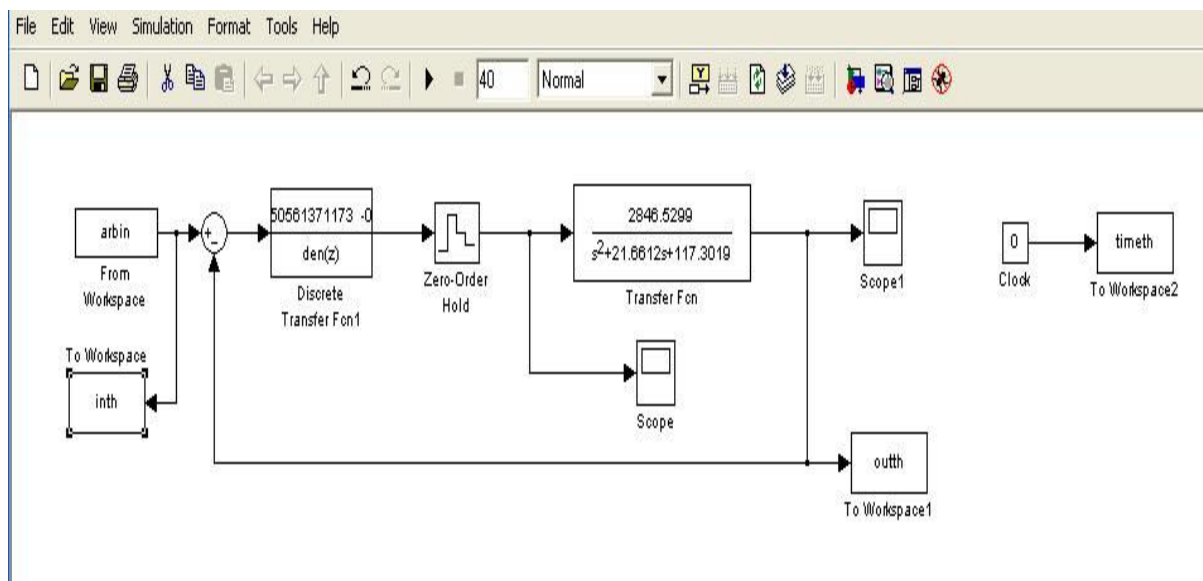 File Edit View Simulation Format Tools Help
40 Normal
arbin
From
Workspace
+
-
50561371173 -0
den(z)
Discrete
Transfer Fcn1
Zero-Order
Hold
2846.5299
s²+21.6612s+117.3019
Transfer Fcn
Scope1
0
Clock
timeth
To Workspace2
To Workspace
inth
Scope
outth
To Workspace1